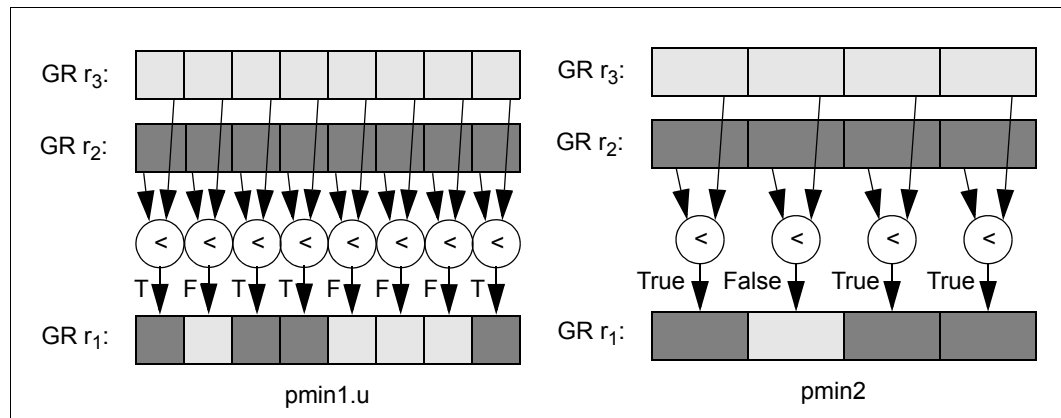 GR r3:
GR r3:
GR r2:
GR r2:
< < < < < < < <
< < < <
T F T T F F F T
True False True True
GR r1:
GR r1:
pmin1.u
pmin2